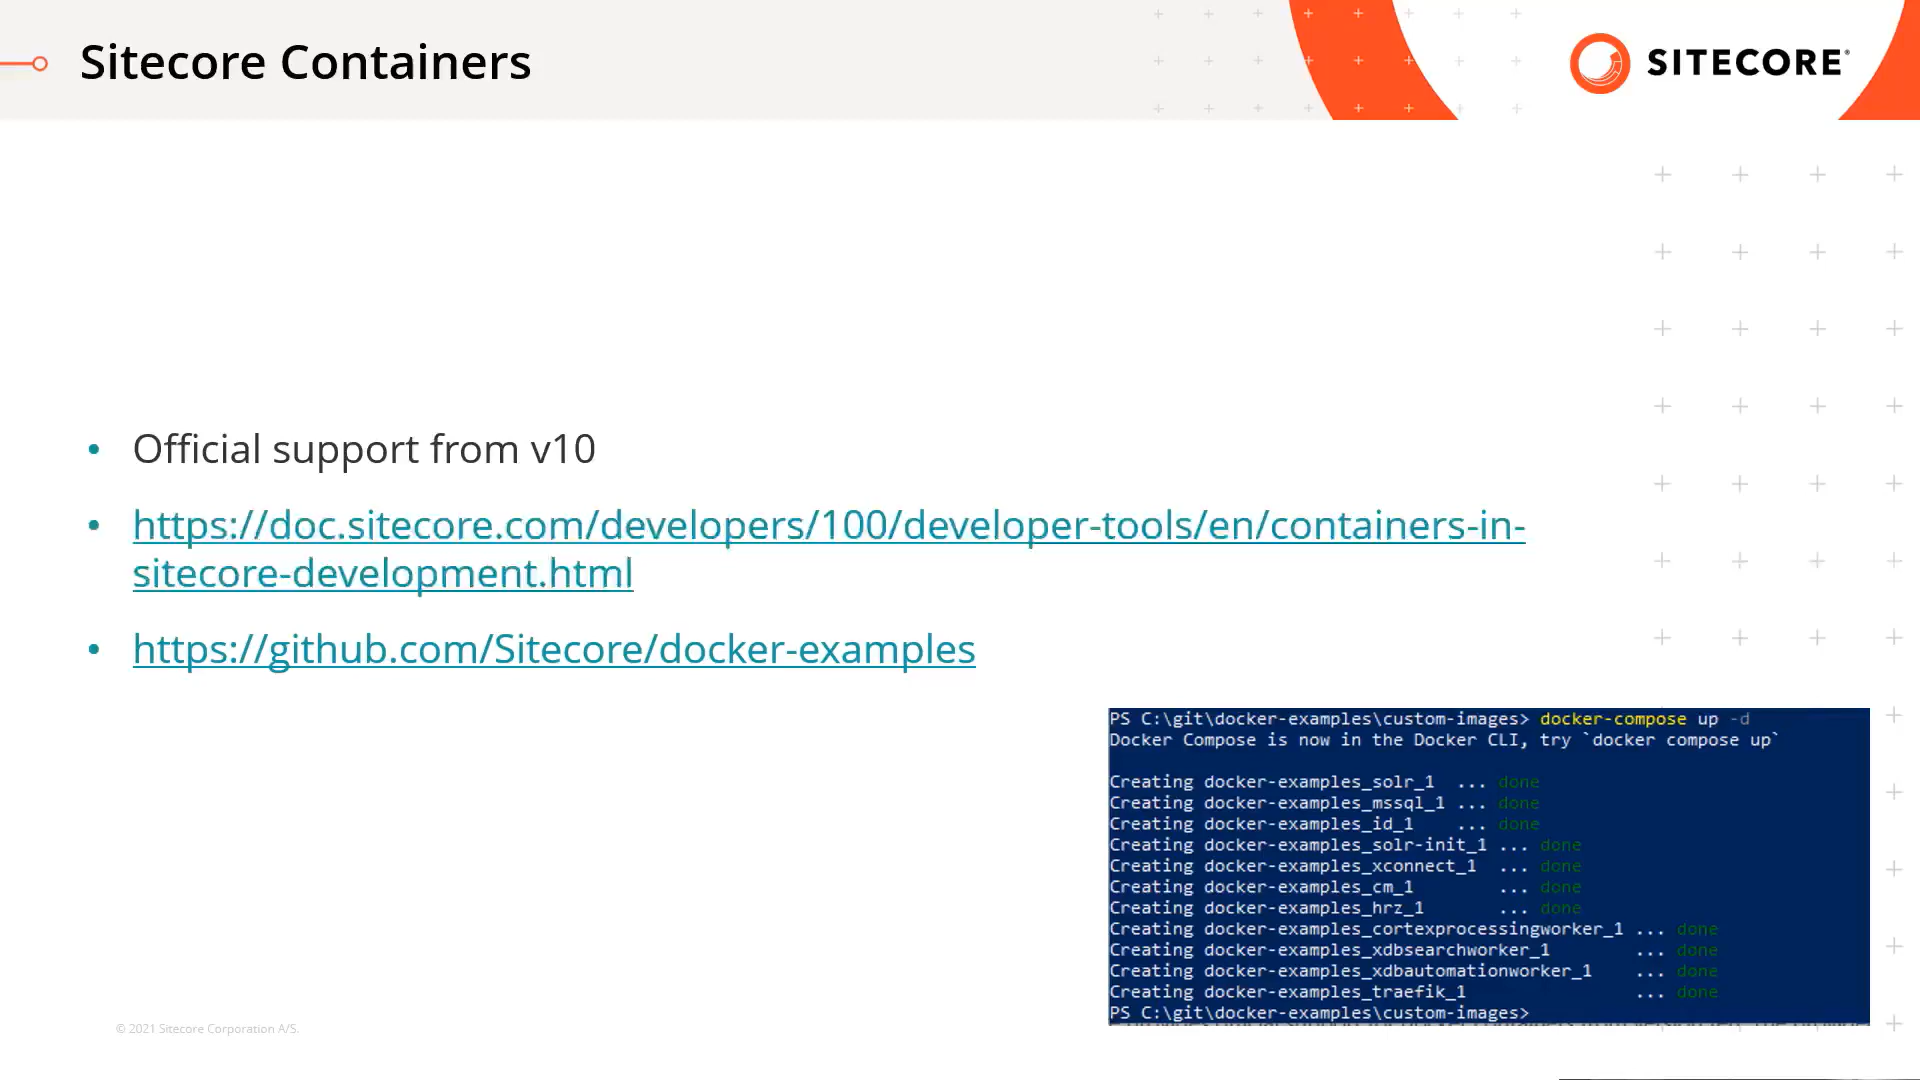 Sitecore Containers
SITECORE®
• Official support from v10
• https://doc.sitecore.com/developers/100/developer-tools/en/containers-in-
sitecore-development.html
• https://github.com/Sitecore/docker-examples
PS C:\git\docker-examples\custom-images> docker-compose up -d
Docker Compose is now in the Docker CLI, try `docker compose up`
Creating docker-examples_solr_1 ... done
Creating docker-examples_mssql_1 ... done
Creating docker-examples_id_1 ... done
Creating docker-examples_solr-init_1 ... done
Creating docker-examples_xconnect_1 ... done
Creating docker-examples_cm_1 ... done
Creating docker-examples_hrz_1 ... done
Creating docker-examples_cortexprocessingworker_1 ... done
Creating docker-examples_xdbsearchworker_1 ... done
Creating docker-examples_xdbautomationworker_1 ... done
Creating docker-examples_traefik_1 ... done
PS C:\git\docker-examples\custom-images>
© 2021 Sitecore Corporation A/S.